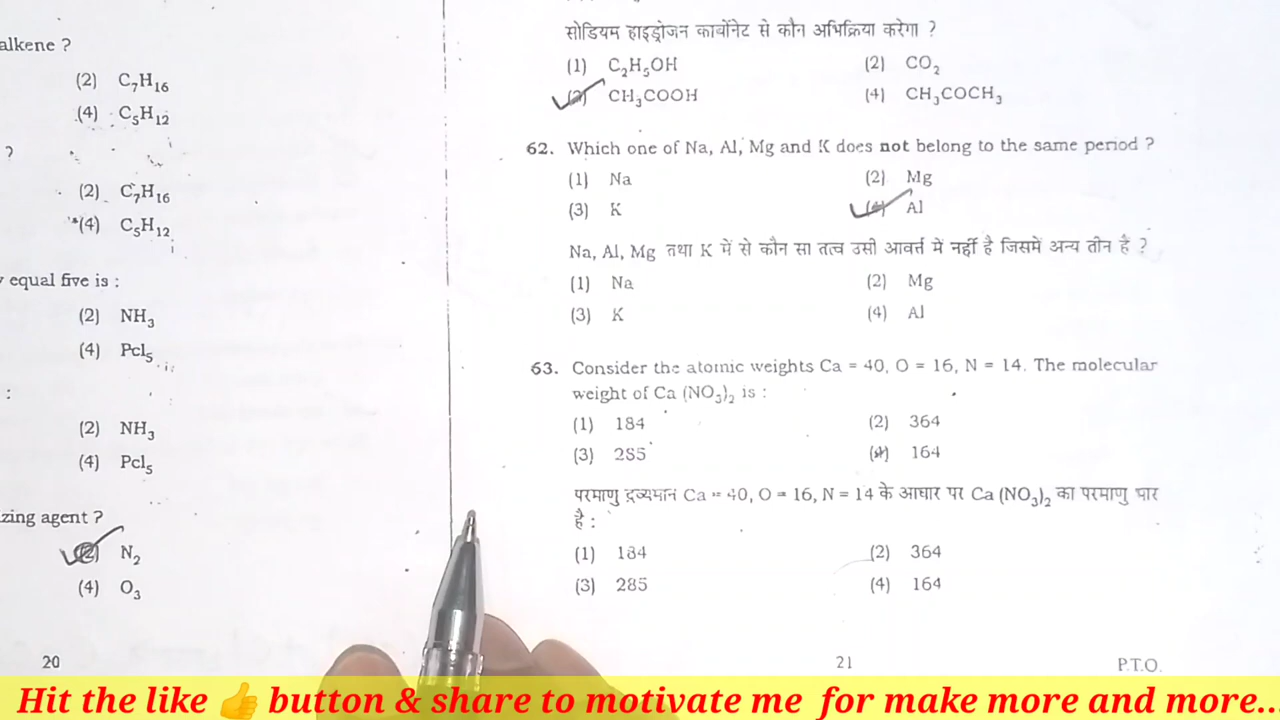 alkene ?
(2) C₇H₁₆
(4) C₅H₁₂
?
(2) C₇H₁₆
(4) C₅H₁₂
equal five is :
(2) NH₃
(4) Pcl₅
:
(2) NH₃
(4) Pcl₅
zing agent ?
(2) N₂
(4) O₃
20
सोडियम हाइड्रोजन कार्बोनेट से कौन अभिक्रिया करेगा ?
(1) C₂H₅OH (2) CO₂
(3) CH₃COOH (4) CH₃COCH₃
62. Which one of Na, Al, Mg and K does not belong to the same period ?
(1) Na (2) Mg
(3) K (4) Al
Na, Al, Mg तथा K में से कौन सा तत्व उसी आवर्त्त में नहीं है जिसमें अन्य तीन हैं ?
(1) Na (2) Mg
(3) K (4) Al
63. Consider the atomic weights Ca = 40, O = 16, N = 14. The molecular
weight of Ca (NO₃)₂ is :
(1) 184 (2) 364
(3) 285 (4) 164
परमाणु द्रव्यमान Ca = 40, O = 16, N = 14 के आधार पर Ca (NO₃)₂ का परमाणु भार
है :
(1) 184 (2) 364
(3) 285 (4) 164
21 P.T.O.
Hit the like 👍 button & share to motivate me for make more and more..